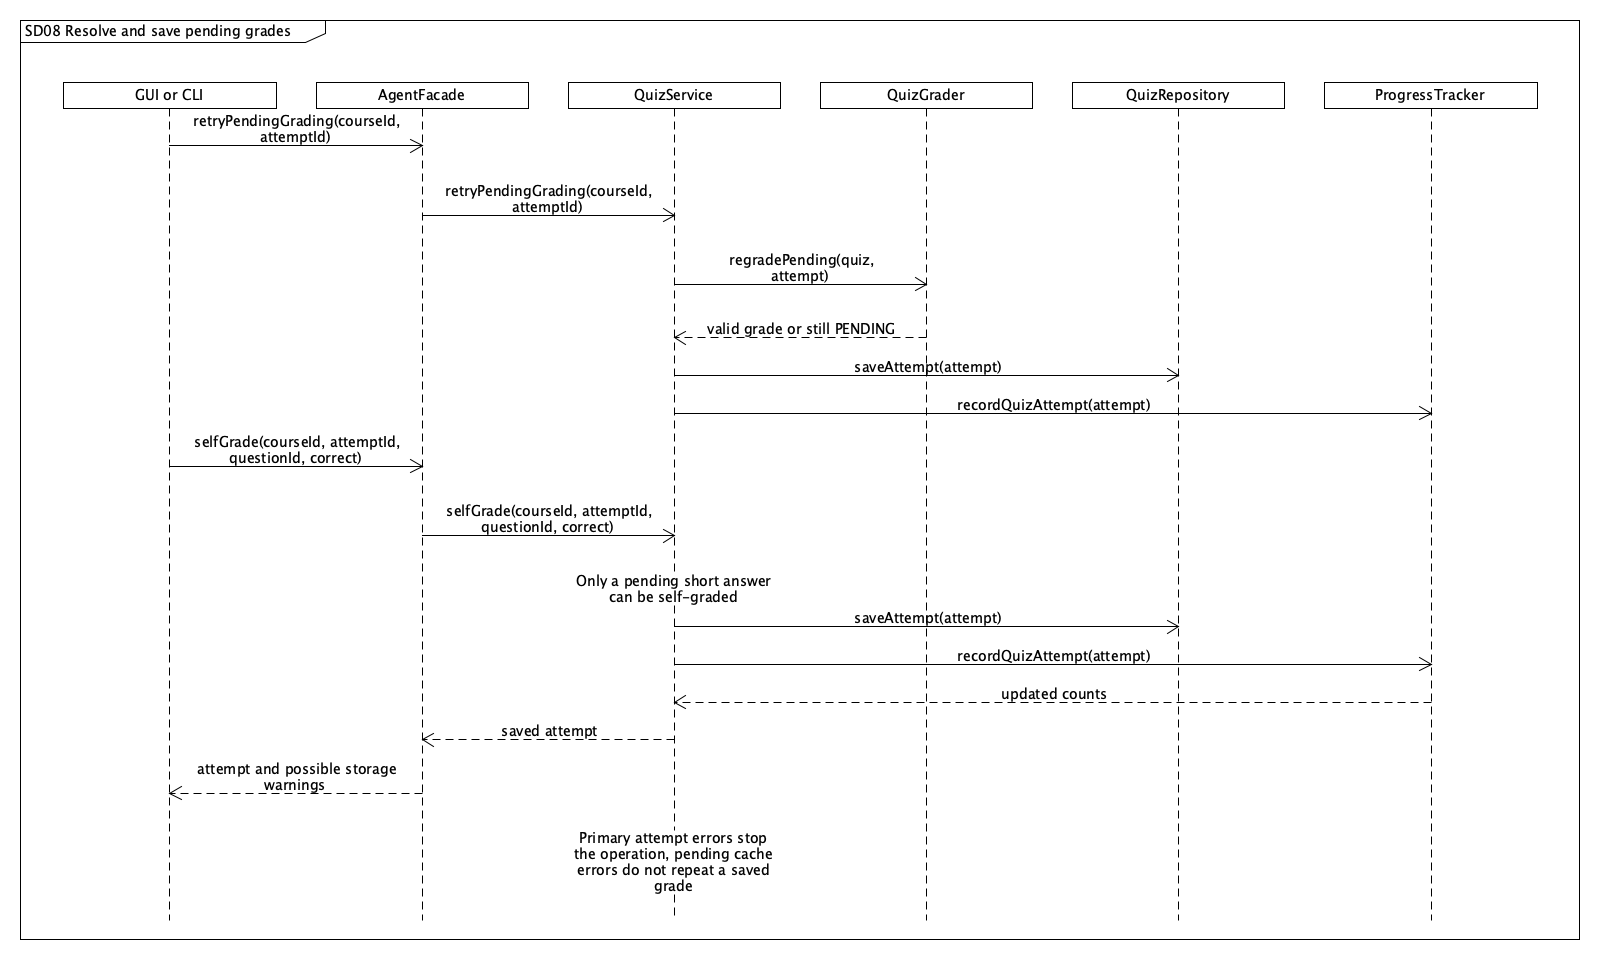 SD08 Resolve and save pending grades
GUI or CLI
AgentFacade
QuizService
QuizGrader
QuizRepository
ProgressTracker
retryPendingGrading(courseId,
attemptId)
retryPendingGrading(courseId,
attemptId)
regradePending(quiz,
attempt)
valid grade or still PENDING
saveAttempt(attempt)
recordQuizAttempt(attempt)
selfGrade(courseId, attemptId,
questionId, correct)
selfGrade(courseId, attemptId,
questionId, correct)
Only a pending short answer
can be self-graded
saveAttempt(attempt)
recordQuizAttempt(attempt)
updated counts
saved attempt
attempt and possible storage
warnings
Primary attempt errors stop
the operation, pending cache
errors do not repeat a saved
grade